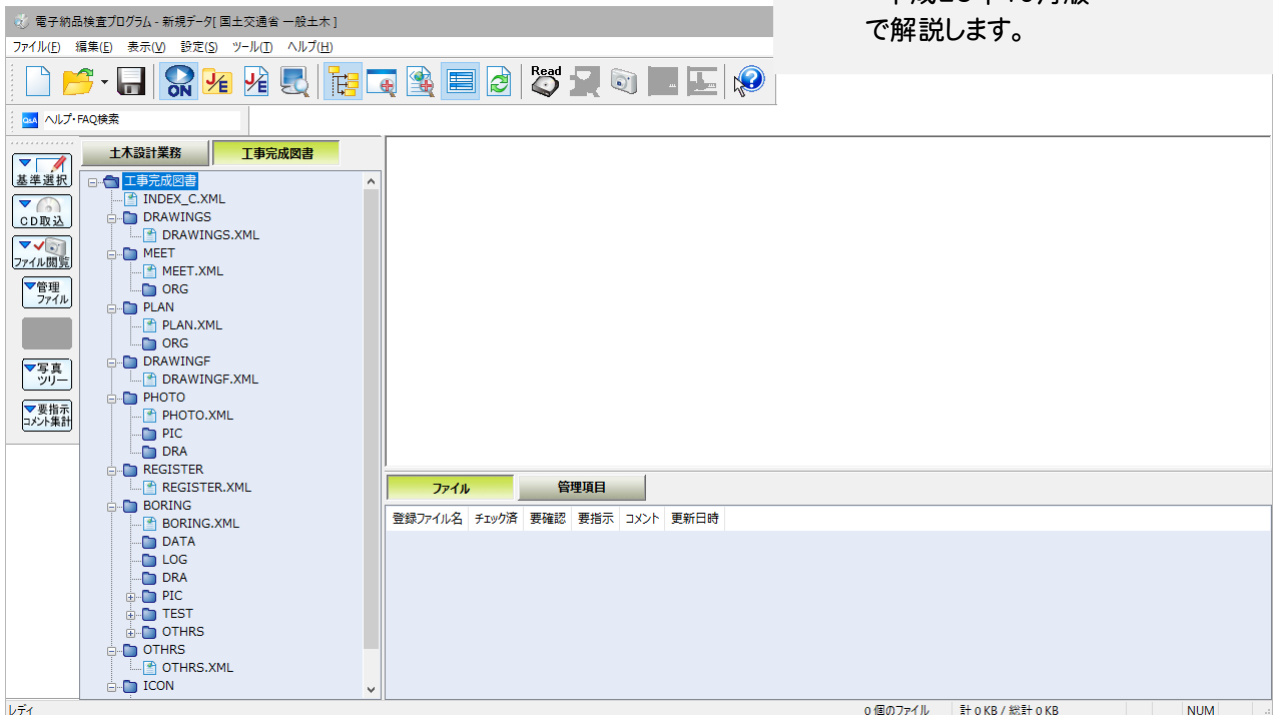 で解説します。
電子納品検査プログラム - 新規データ[ 国土交通省 一般土木 ]
ファイル(F) 編集(E) 表示(V) 設定(S) ツール(T) ヘルプ(H)
ON
J/E
J/E
Read
Q&A ヘルプ・FAQ検索
土木設計業務 工事完成図書
基準選択
CD取込
ファイル閲覧
管理
ファイル
写真
ツリー
要指示
コメント集計
工事完成図書
INDEX_C.XML
DRAWINGS
DRAWINGS.XML
MEET
MEET.XML
ORG
PLAN
PLAN.XML
ORG
DRAWINGF
DRAWINGF.XML
PHOTO
PHOTO.XML
PIC
DRA
REGISTER
REGISTER.XML
BORING
BORING.XML
DATA
LOG
DRA
PIC
TEST
OTHRS
OTHRS
OTHRS.XML
ICON
ファイル 管理項目
登録ファイル名 チェック済 要確認 要指示 コメント 更新日時
レディ
0 個のファイル 計 0 KB / 総計 0 KB NUM